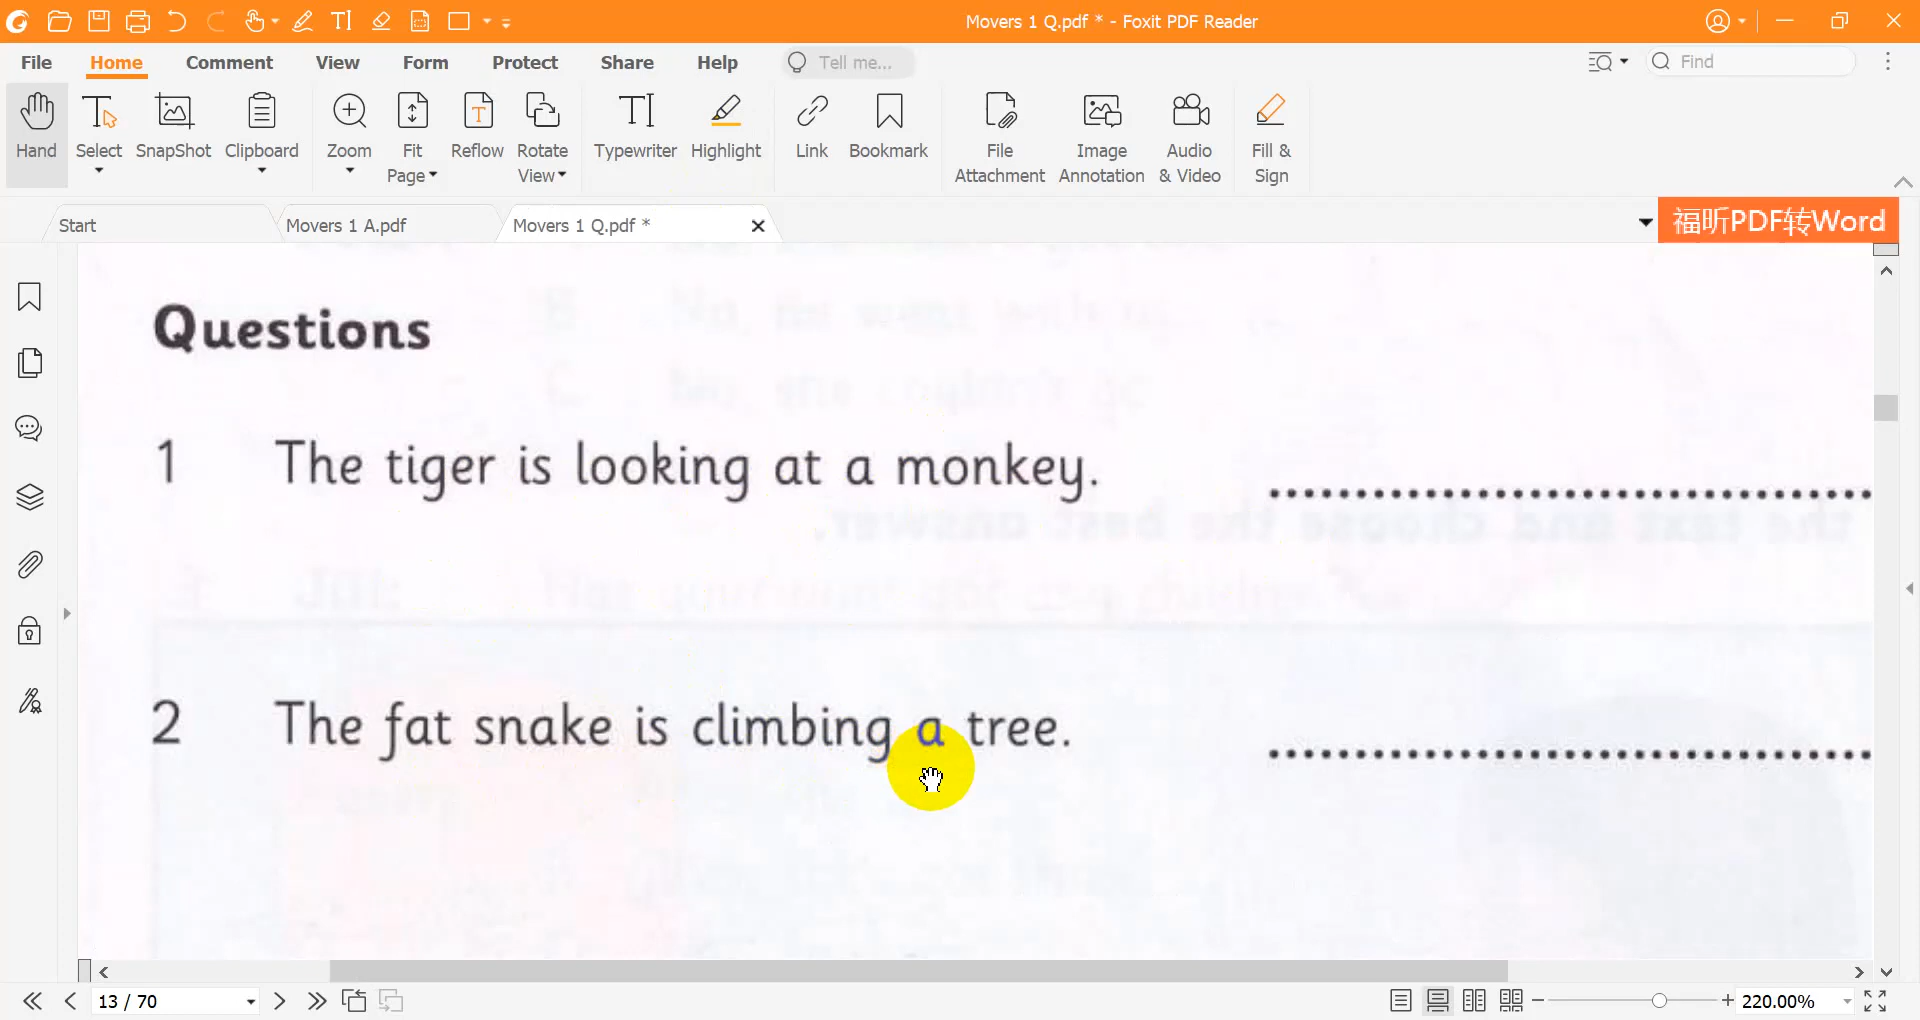 Movers 1 Q.pdf * - Foxit PDF Reader
File Home Comment View Form Protect Share Help Tell me... Find
Hand Select SnapShot Clipboard Zoom Fit Page Reflow Rotate View Typewriter Highlight Link Bookmark File Attachment Image Annotation Audio & Video Fill & Sign
Start Movers 1 A.pdf Movers 1 Q.pdf * 福昕PDF转Word
Questions
1 The tiger is looking at a monkey.
2 The fat snake is climbing a tree.
13 / 70 220.00%